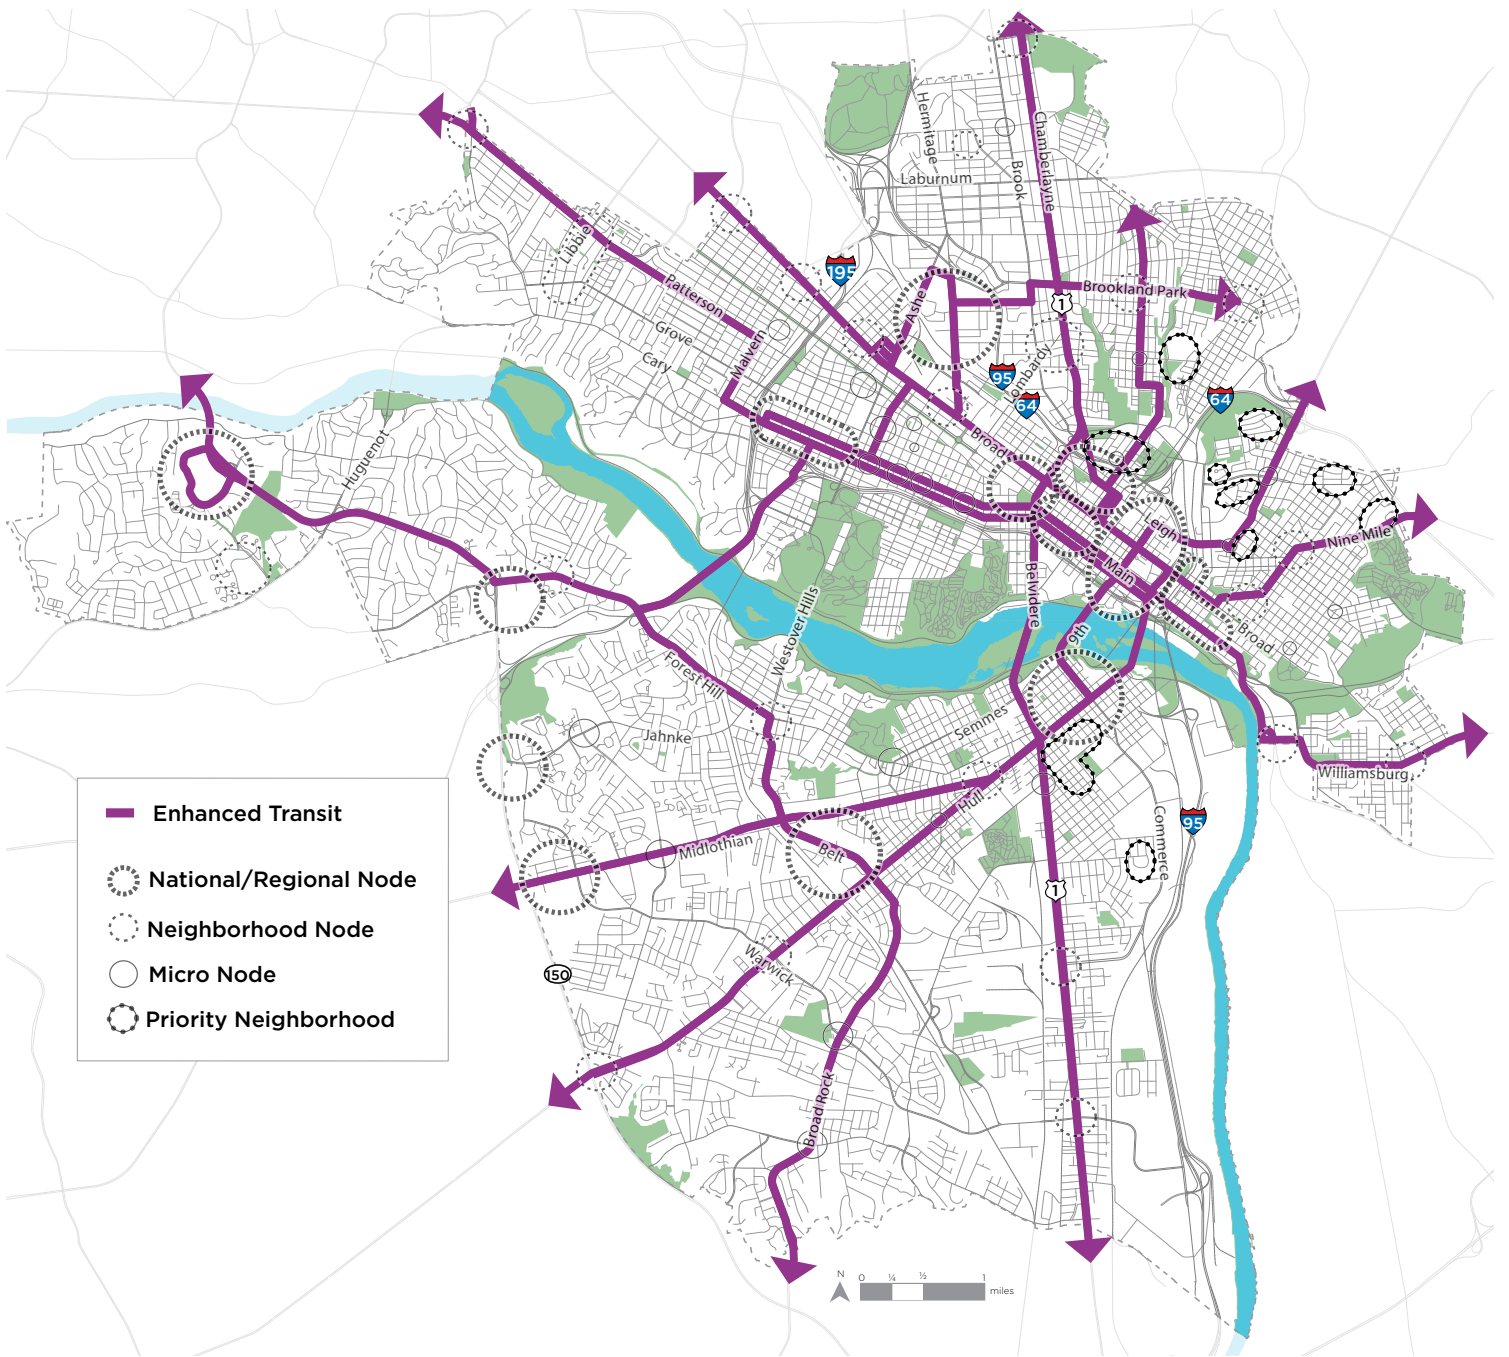 Hermitage
Chamberlayne
Laburnum
Brook
Libbie
195
Patterson
Ashe
Brookland Park
1
Grove
Malvern
Cary
Lombardy
95
64
64
Huguenot
Broad
Leigh
Nine Mile
Main
Belvidere
Westover Hills
9th
Broad
Forest Hill
Semmes
Jahnke
Williamsburg
Hull
Commerce
95
Midlothian
Belt
1
Warwick
150
Broad Rock
Enhanced Transit
National/Regional Node
Neighborhood Node
Micro Node
Priority Neighborhood
N
0 ¼ ½ 1
miles